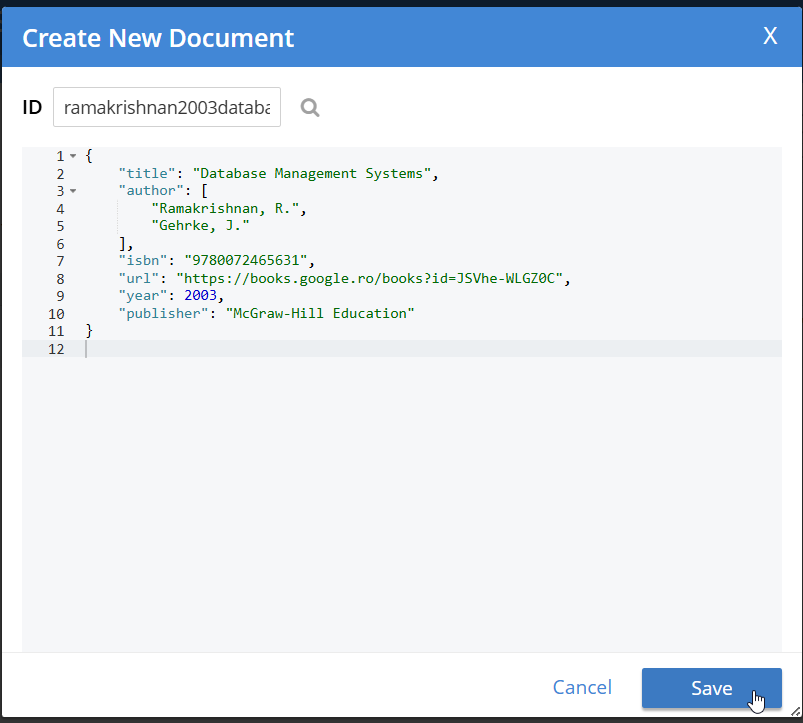 Create New Document X
ID ramakrishnan2003databa
1 {
2 "title": "Database Management Systems",
3 "author": [
4 "Ramakrishnan, R.",
5 "Gehrke, J."
6 ],
7 "isbn": "9780072465631",
8 "url": "https://books.google.ro/books?id=JSVhe-WLGZ0C",
9 "year": 2003,
10 "publisher": "McGraw-Hill Education"
11 }
12
Cancel Save